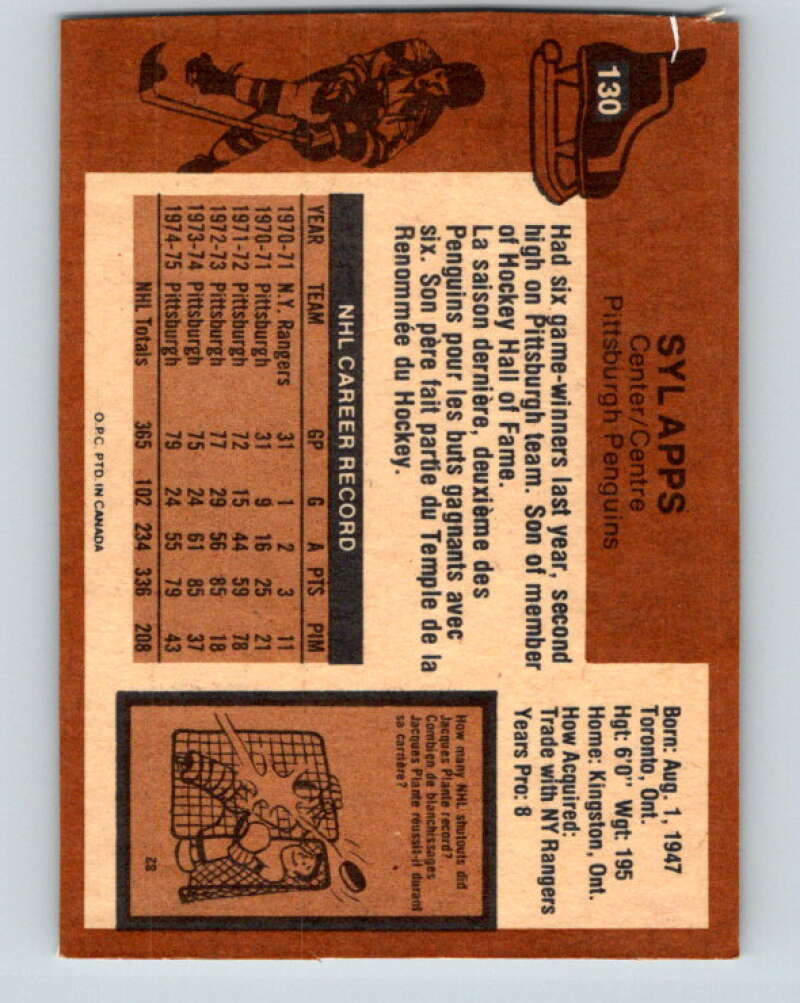 130
SYL APPS
Center/Centre
Pittsburgh Penguins
Born: Aug. 1, 1947
Toronto, Ont.
Hgt: 6'0" Wgt: 195
Home: Kingston, Ont.
How Acquired:
Trade with NY Rangers
Years Pro: 8
Had six game-winners last year, second
high on Pittsburgh team. Son of member
of Hockey Hall of Fame.
La saison dernière, deuxième des
Penguins pour les buts gagnants avec
six. Son père fait partie du Temple de la
Renommée du Hockey.
NHL CAREER RECORD
YEAR TEAM GP G A PTS PIM
1970-71 N.Y. Rangers 31 1 2 3 11
1970-71 Pittsburgh 31 9 16 25 21
1971-72 Pittsburgh 72 15 44 59 78
1972-73 Pittsburgh 77 29 56 85 18
1973-74 Pittsburgh 75 24 61 85 37
1974-75 Pittsburgh 79 24 55 79 43
NHL Totals 365 102 234 336 208
How many NHL shutouts did
Jacques Plante record?
Combien de blanchissages
Jacques Plante réussit-il durant
sa carrière?
28
O.P.C. PTD. IN CANADA